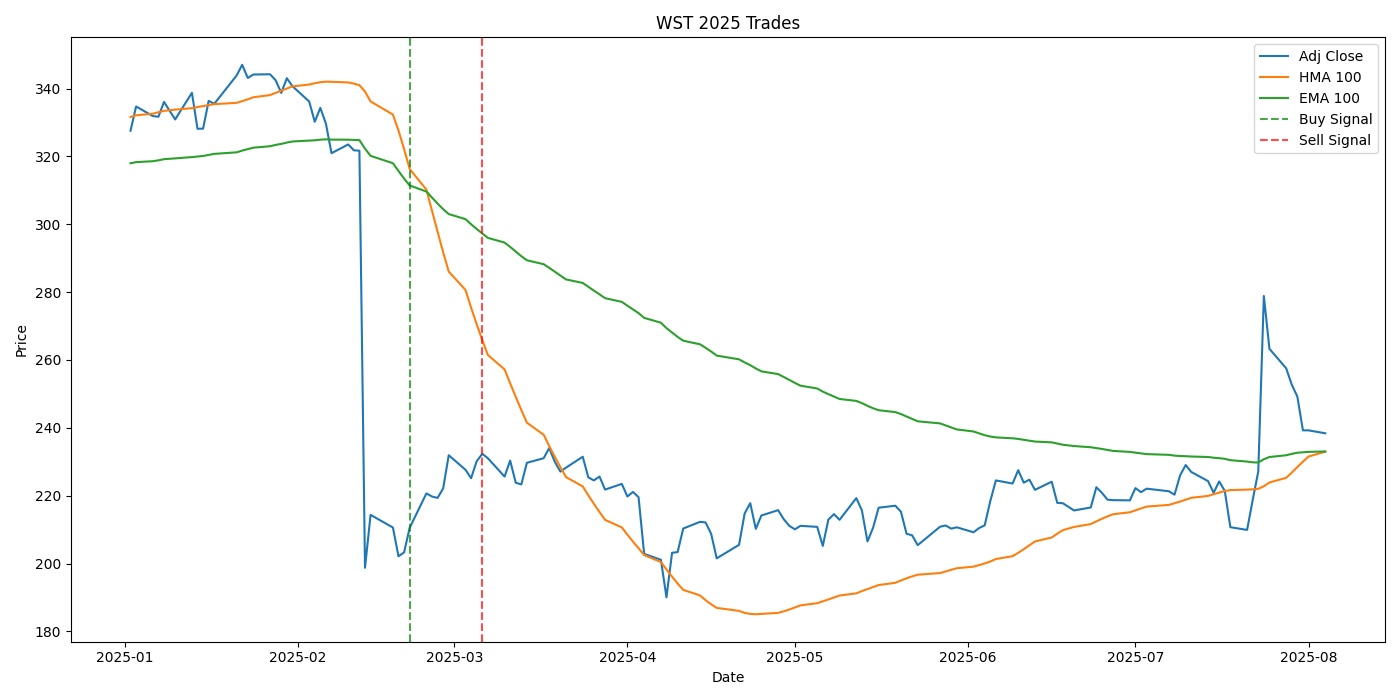 WST 2025 Trades
Adj Close
HMA 100
EMA 100
Buy Signal
Sell Signal
Price
340
320
300
280
260
240
220
200
180
2025-01
2025-02
2025-03
2025-04
2025-05
2025-06
2025-07
2025-08
Date